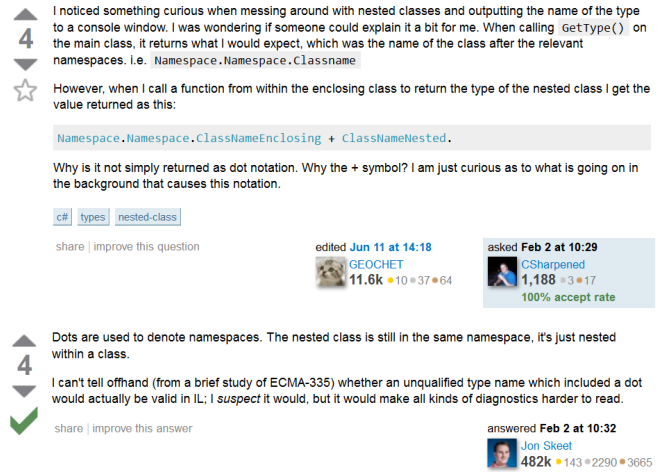 I noticed something curious when messing around with nested classes and outputting the name of the type
to a console window. I was wondering if someone could explain it a bit for me. When calling GetType() on
the main class, it returns what I would expect, which was the name of the class after the relevant
namespaces. i.e. Namespace.Namespace.Classname
4
However, when I call a function from within the enclosing class to return the type of the nested class I get the
value returned as this:
Namespace.Namespace.ClassNameEnclosing + ClassNameNested.
Why is it not simply returned as dot notation. Why the + symbol? I am just curious as to what is going on in
the background that causes this notation.
c# types nested-class
share | improve this question
edited Jun 11 at 14:18
GEOCHET
11.6k 10 37 64
asked Feb 2 at 10:29
CSharpened
1,188 3 17
100% accept rate
4
Dots are used to denote namespaces. The nested class is still in the same namespace, it's just nested
within a class.
I can't tell offhand (from a brief study of ECMA-335) whether an unqualified type name which included a dot
would actually be valid in IL; I suspect it would, but it would make all kinds of diagnostics harder to read.
share | improve this answer
answered Feb 2 at 10:32
Jon Skeet
482k 143 2290 3665